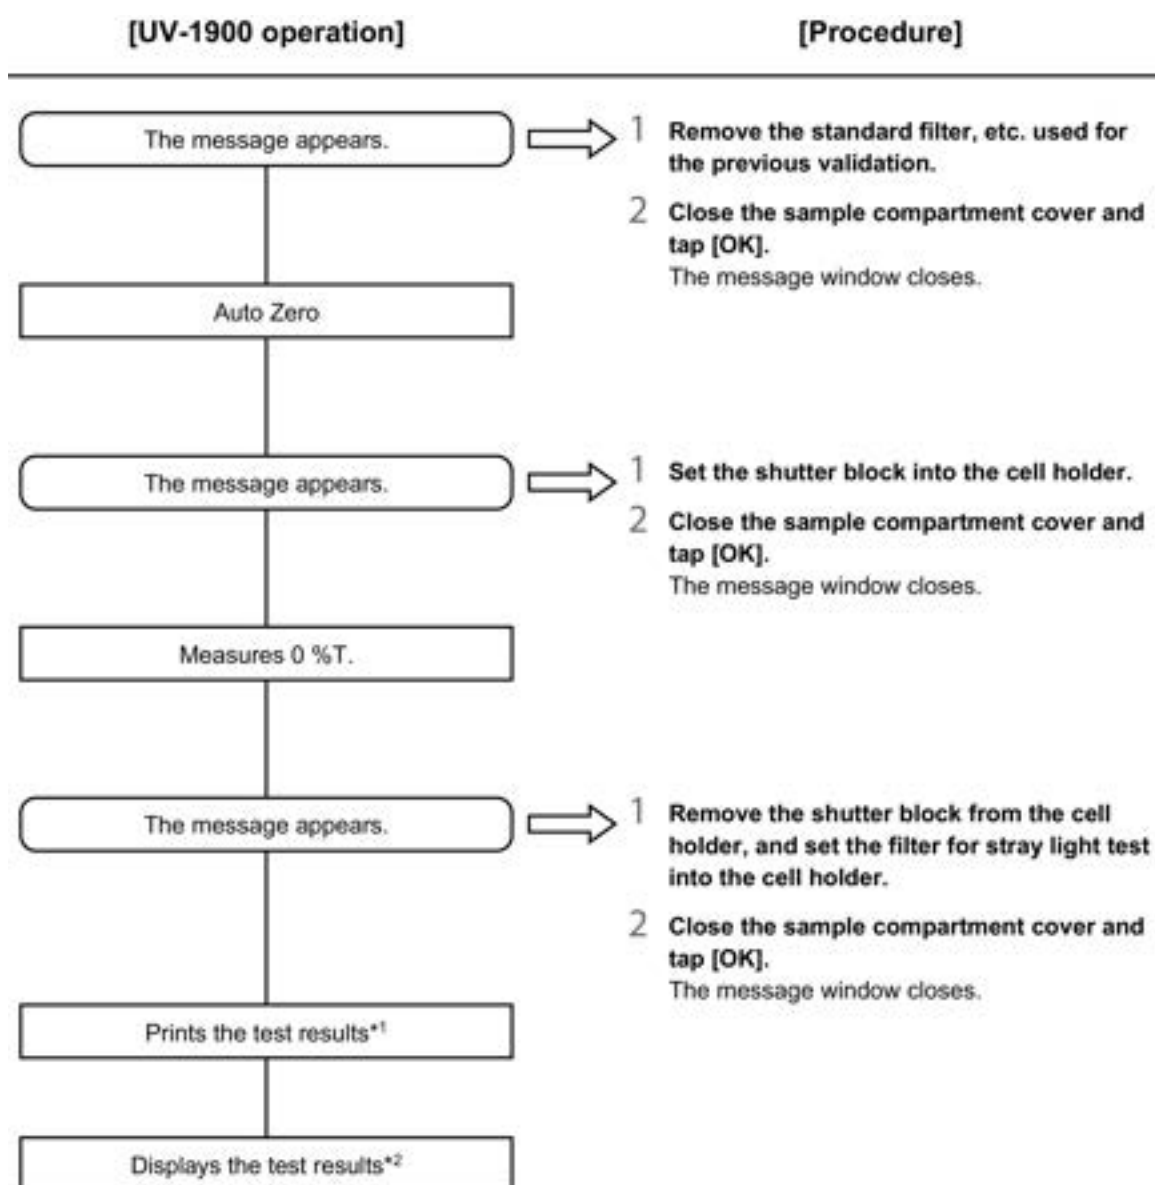 [UV-1900 operation]
[Procedure]
The message appears.
1 Remove the standard filter, etc. used for
the previous validation.
2 Close the sample compartment cover and
tap [OK].
The message window closes.
Auto Zero
The message appears.
1 Set the shutter block into the cell holder.
2 Close the sample compartment cover and
tap [OK].
The message window closes.
Measures 0 %T.
The message appears.
1 Remove the shutter block from the cell
holder, and set the filter for stray light test
into the cell holder.
2 Close the sample compartment cover and
tap [OK].
The message window closes.
Prints the test results*1
Displays the test results*2